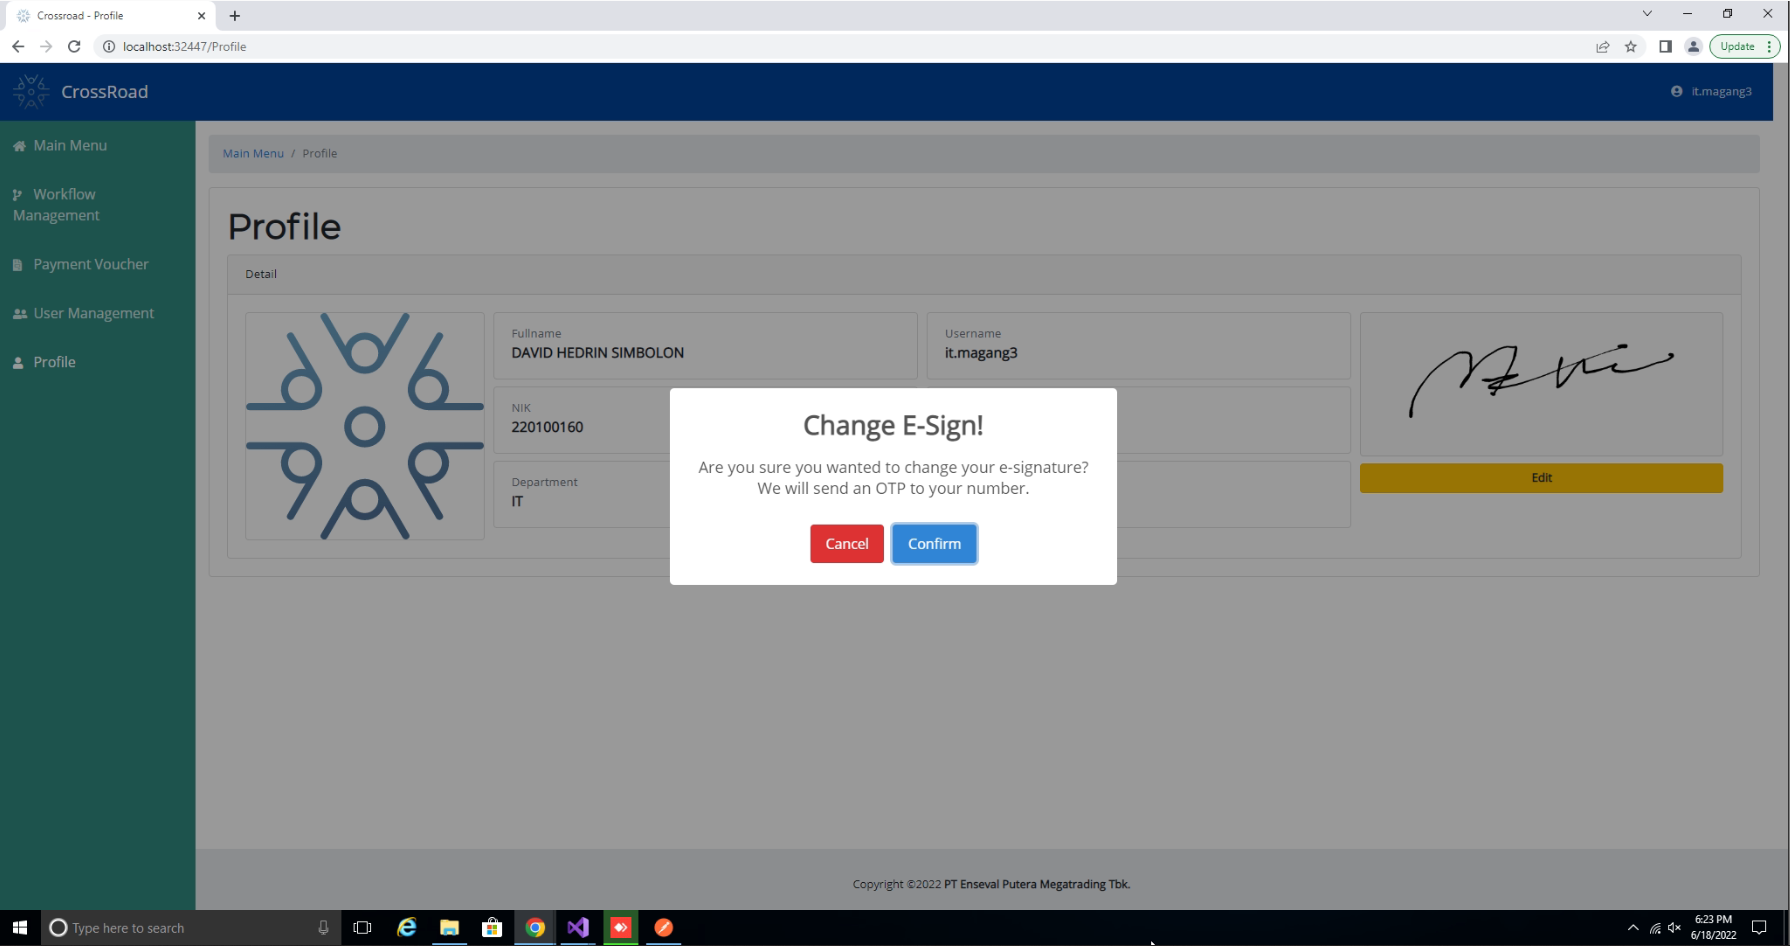 Crossroad - Profile
localhost:32447/Profile
Update
CrossRoad
it.magang3
Main Menu
Workflow
Management
Payment Voucher
User Management
Profile
Main Menu / Profile
Profile
Detail
Fullname
DAVID HEDRIN SIMBOLON
Username
it.magang3
NIK
220100160
Department
IT
Edit
Change E-Sign!
Are you sure you wanted to change your e-signature?
We will send an OTP to your number.
Cancel
Confirm
Copyright ©2022 PT Enseval Putera Megatrading Tbk.
Type here to search
6:23 PM
6/18/2022